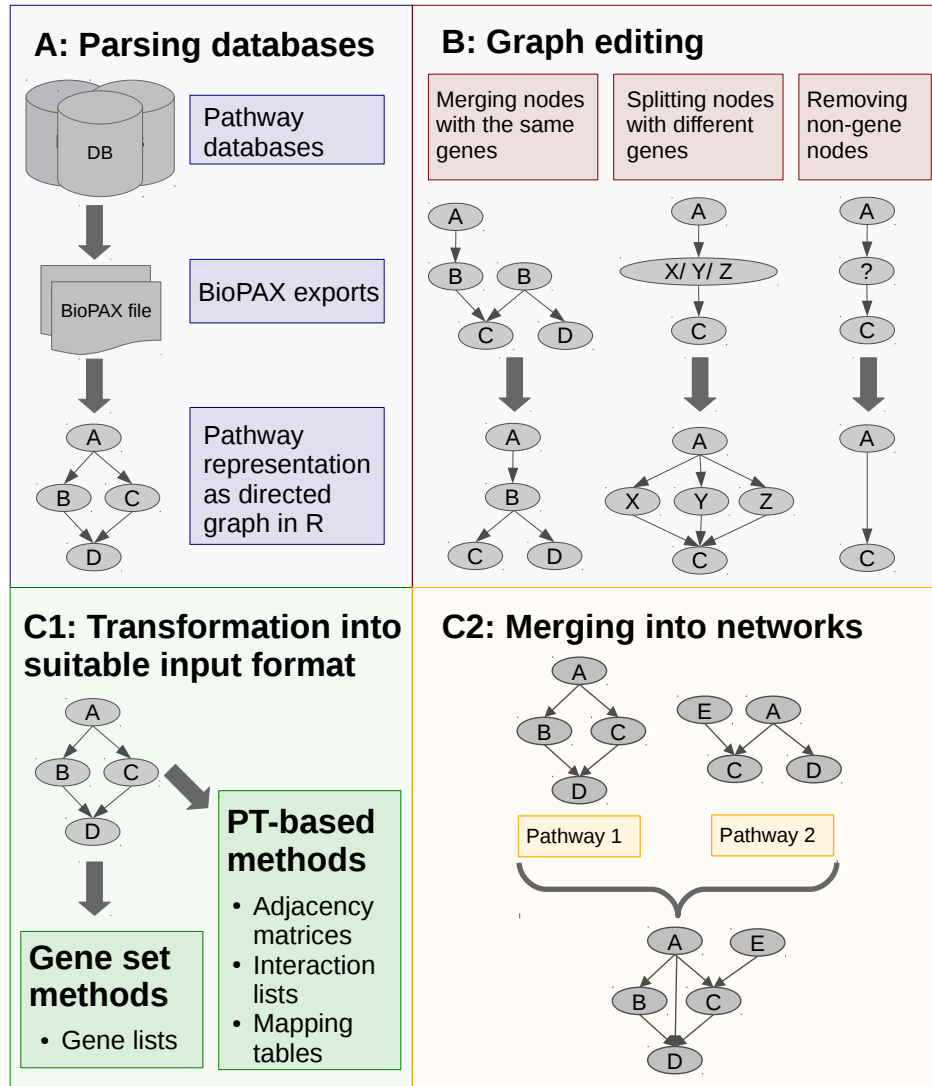 A: Parsing databases
DB
Pathway
databases
BioPAX file
BioPAX exports
A
B
C
D
Pathway
representation
as directed
graph in R
B: Graph editing
Merging nodes
with the same
genes
Splitting nodes
with different
genes
Removing
non-gene
nodes
A
B
B
C
D
A
B
C
D
A
X/ Y/ Z
C
A
X
Y
Z
C
A
?
C
A
C
C1: Transformation into
suitable input format
A
B
C
D
Gene set
methods
• Gene lists
PT-based
methods
• Adjacency
matrices
• Interaction
lists
• Mapping
tables
C2: Merging into networks
A
B
C
D
Pathway 1
E
A
C
D
Pathway 2
A
E
B
C
D